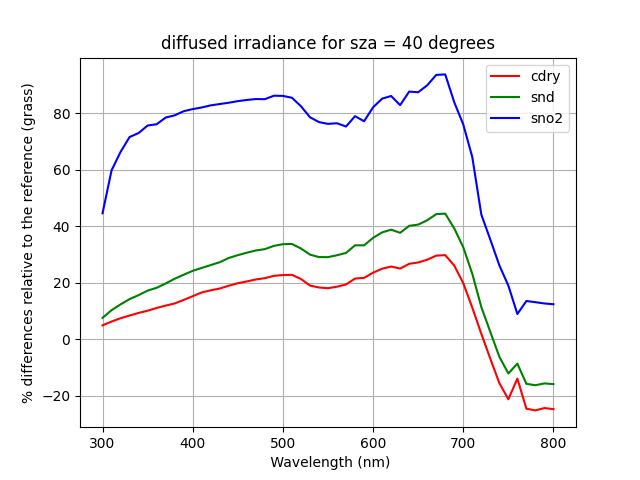 diffused irradiance for sza = 40 degrees
% differences relative to the reference (grass)
80
60
40
20
0
−20
300
400
500
600
700
800
Wavelength (nm)
cdry
snd
sno2